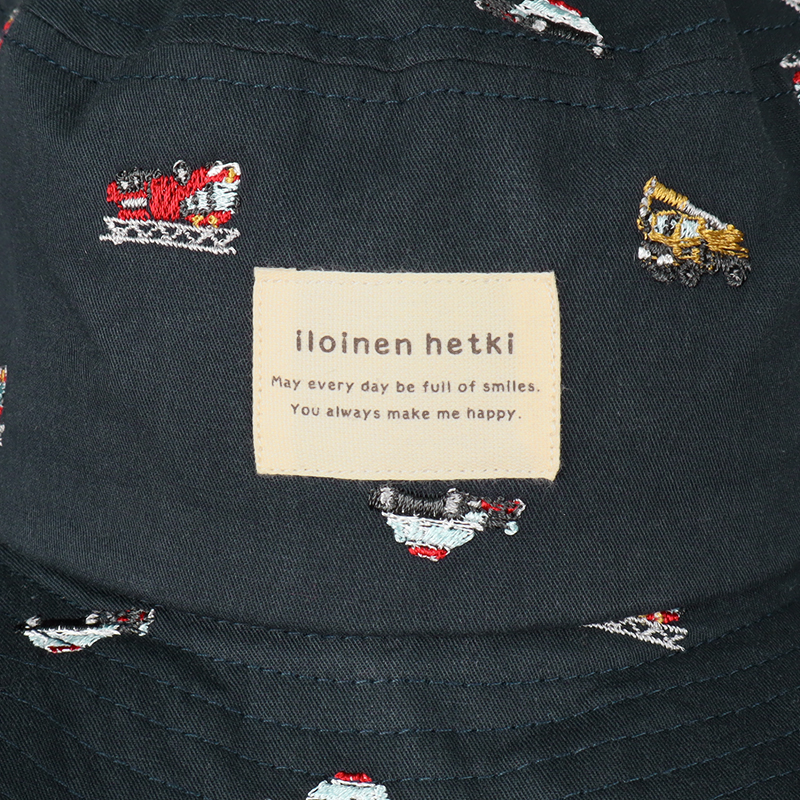 iloinen hetki
May every day be full of smiles.
You always make me happy.